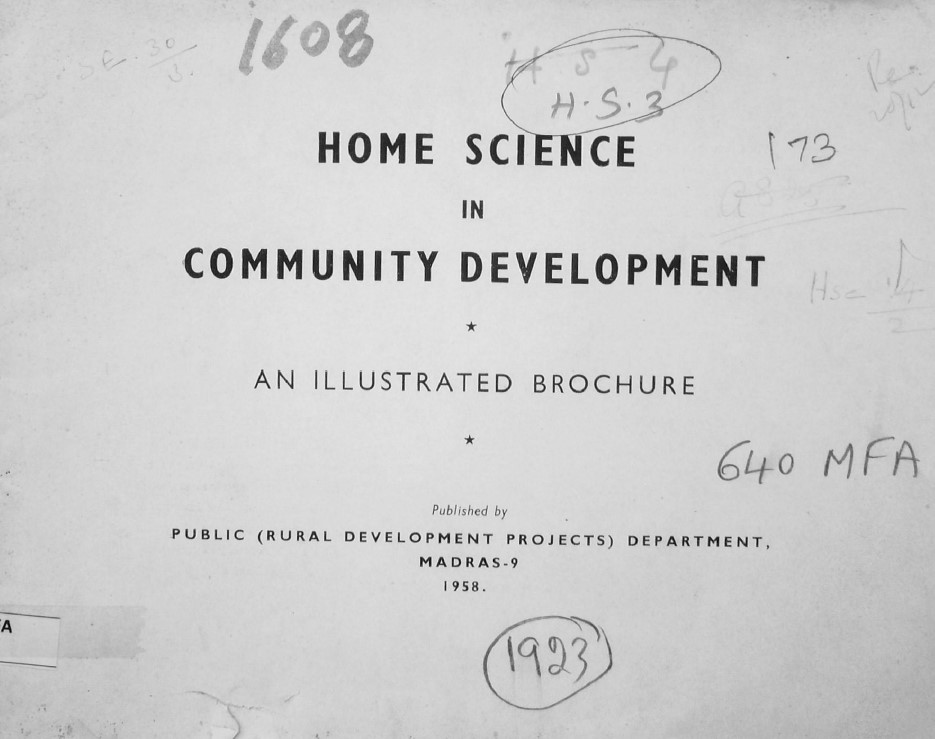 1608
H S 4
H.S.3
HOME SCIENCE
173
IN
COMMUNITY DEVELOPMENT
★
AN ILLUSTRATED BROCHURE
★
640 MFA
Published by
PUBLIC (RURAL DEVELOPMENT PROJECTS) DEPARTMENT,
MADRAS-9
1958.
A
1923